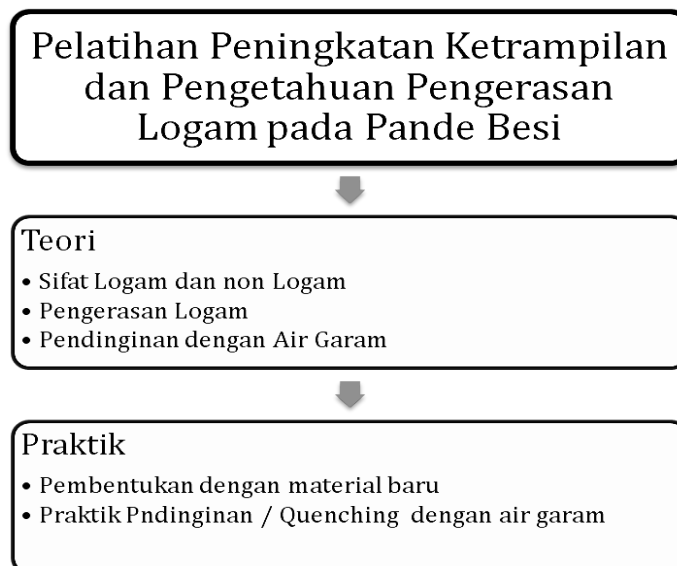 Pelatihan Peningkatan Ketrampilan
dan Pengetahuan Pengerasan
Logam pada Pande Besi
Teori
• Sifat Logam dan non Logam
• Pengerasan Logam
• Pendinginan dengan Air Garam
Praktik
• Pembentukan dengan material baru
• Praktik Pndinginan / Quenching dengan air garam